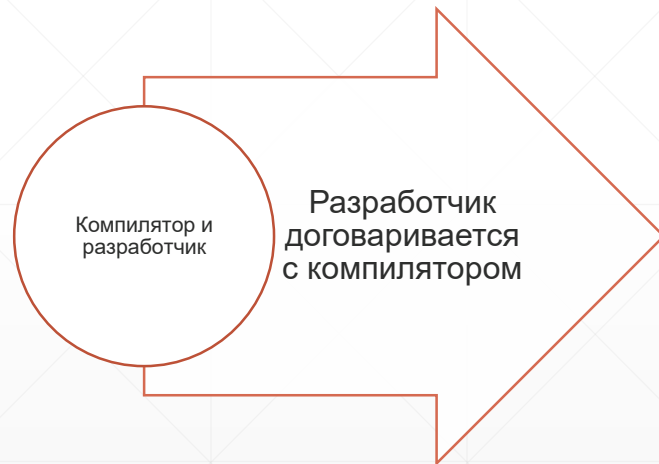 Компилятор и
разработчик
Разработчик
договаривается
с компилятором